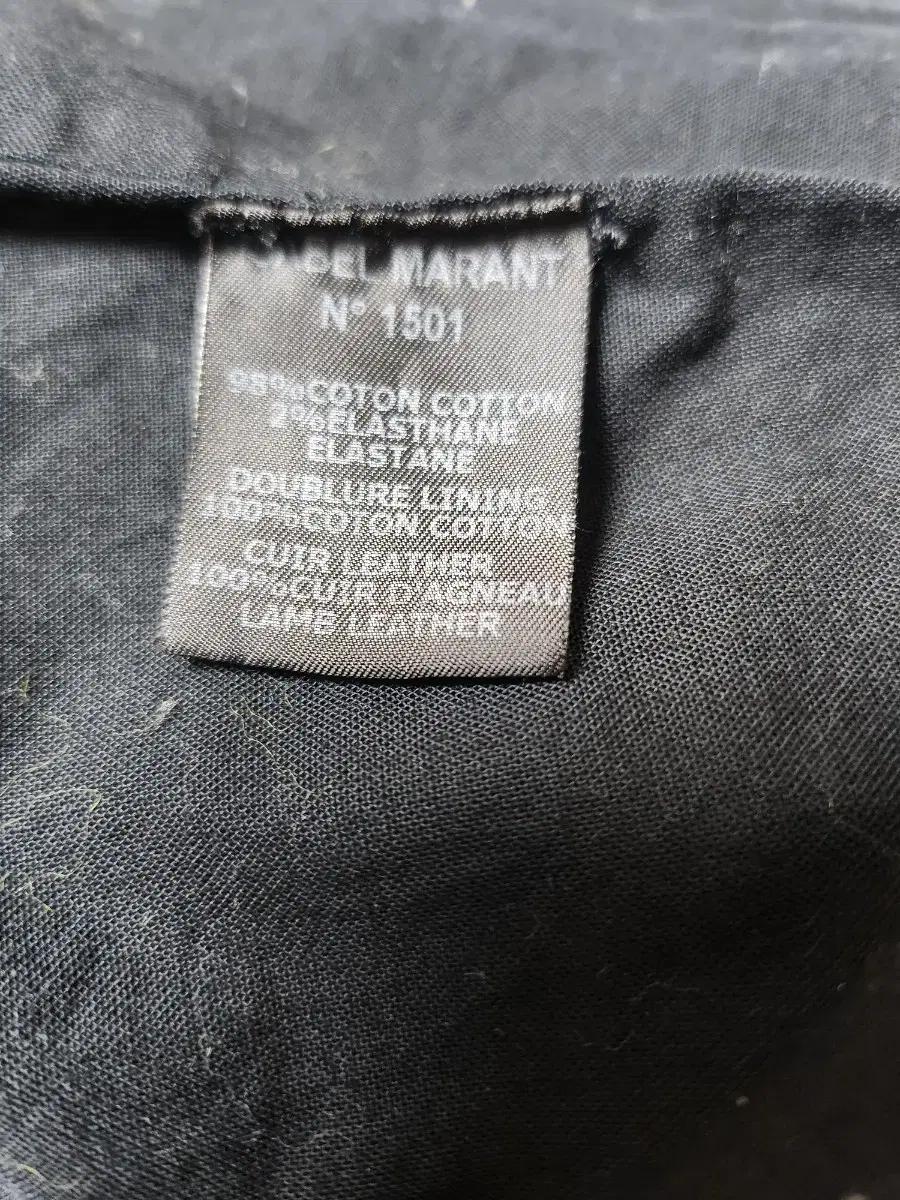 MARANT
N° 1501
98% COTON COTTON
2% ELASTHANE
ELASTANE
DOUBLURE LINING
100% COTON COTTON
CUIR LEATHER
100% CUIR D'AGNEAU
LAMB LEATHER